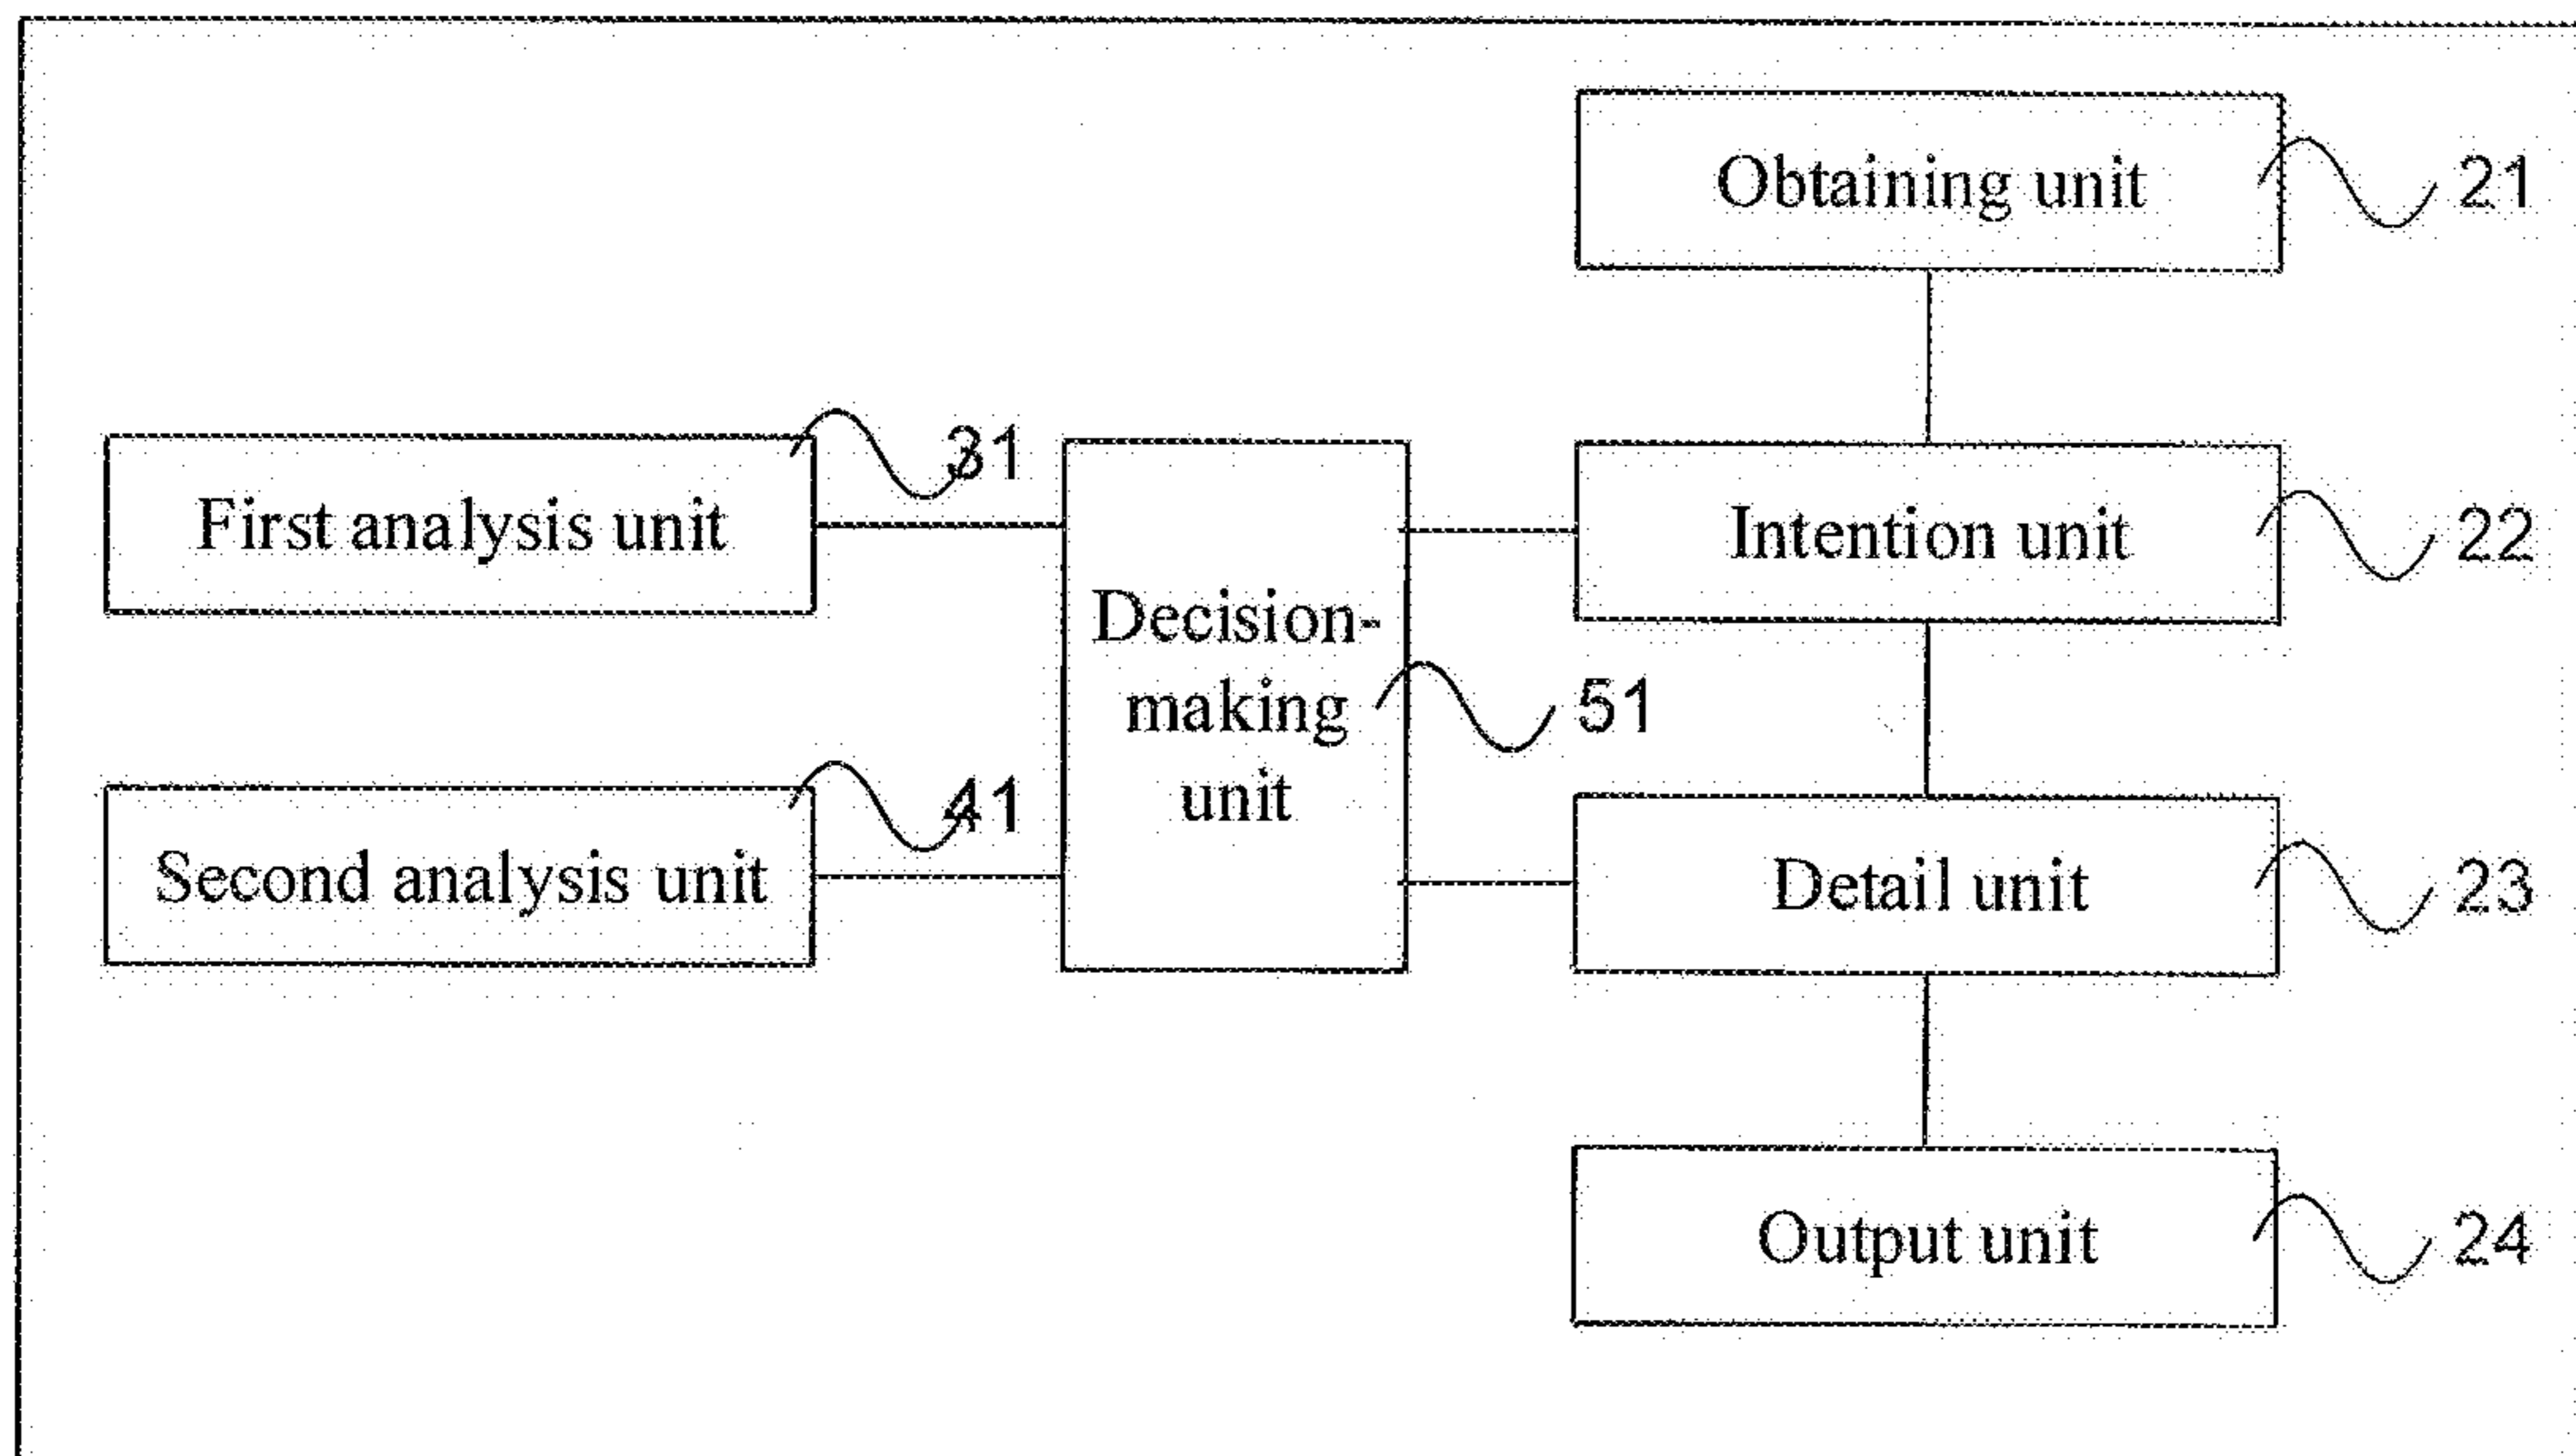 Obtaining unit
21
First analysis unit
31
Decision-
making
unit
51
Intention unit
22
Second analysis unit
41
Detail unit
23
Output unit
24